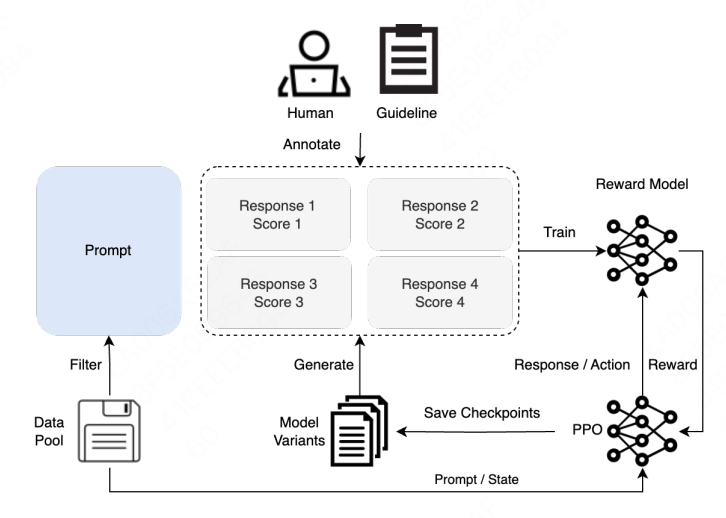 Human
Guideline
Annotate
Prompt
Response 1
Score 1
Response 2
Score 2
Response 3
Score 3
Response 4
Score 4
Reward Model
Train
Filter
Generate
Response / Action
Reward
Data
Pool
Model
Variants
Save Checkpoints
PPO
Prompt / State